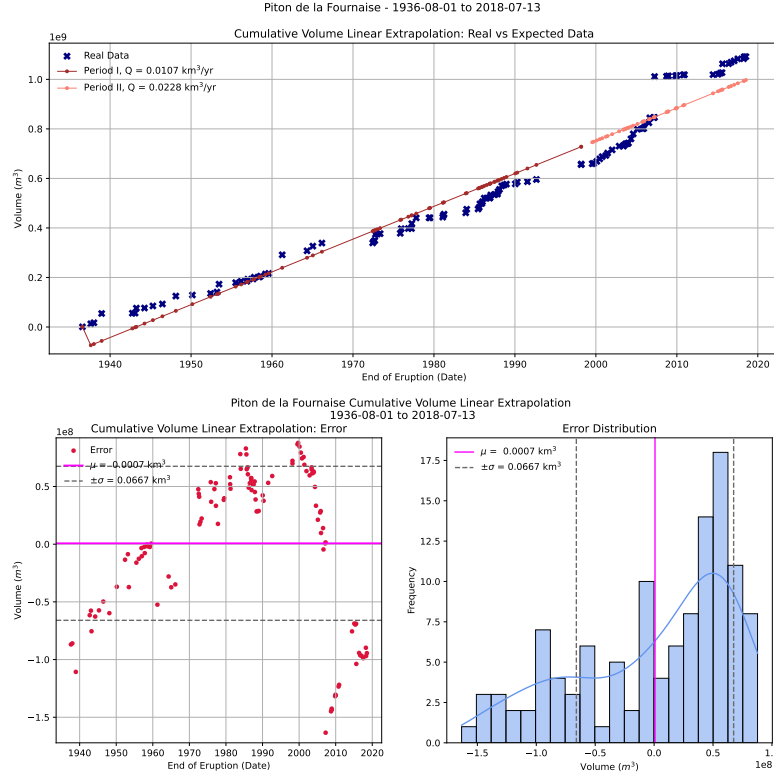 Piton de la Fournaise - 1936-08-01 to 2018-07-13
Cumulative Volume Linear Extrapolation: Real vs Expected Data
1e9
Real Data
Period I, Q = 0.0107 km³/yr
Period II, Q = 0.0228 km³/yr
1.0
0.8
0.6
0.4
0.2
0.0
Volume (m³)
1940 1950 1960 1970 1980 1990 2000 2010 2020
End of Eruption (Date)
Piton de la Fournaise Cumulative Volume Linear Extrapolation
1936-08-01 to 2018-07-13
Cumulative Volume Linear Extrapolation: Error
1e8
Error
μ = 0.0007 km³
±σ = 0.0667 km³
0.5
0.0
−0.5
−1.0
−1.5
Volume (m³)
1940 1950 1960 1970 1980 1990 2000 2010 2020
End of Eruption (Date)
Error Distribution
μ = 0.0007 km³
±σ = 0.0667 km³
17.5
15.0
12.5
10.0
7.5
5.0
2.5
0.0
Frequency
−1.5 −1.0 −0.5 0.0 0.5 1.
1e8
Volume (m³)